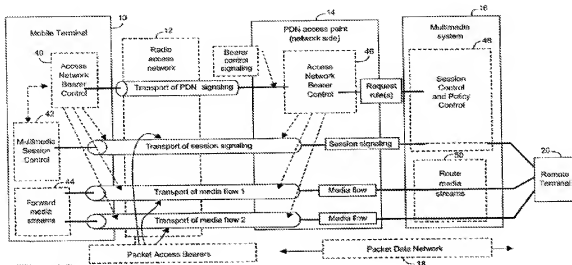 10
Mobile Terminal
40
Access
Network
Bearer
Control
42
Multimedia
Session
Control
44
Forward
media
streams
12
Radio
access
network
Transport of PDN signaling
Transport of session signaling
Transport of media flow 1
Transport of media flow 2
Packet Access Bearers
14
PDN access point
(network side)
Bearer
control signaling
46
Access
Network
Bearer
Control
Request
rule(s)
Session signaling
Media flow
Media flow
16
Multimedia
system
48
Session
Control
and Policy
Control
50
Route
media
streams
20
Remote
Terminal
Packet Data Network
18